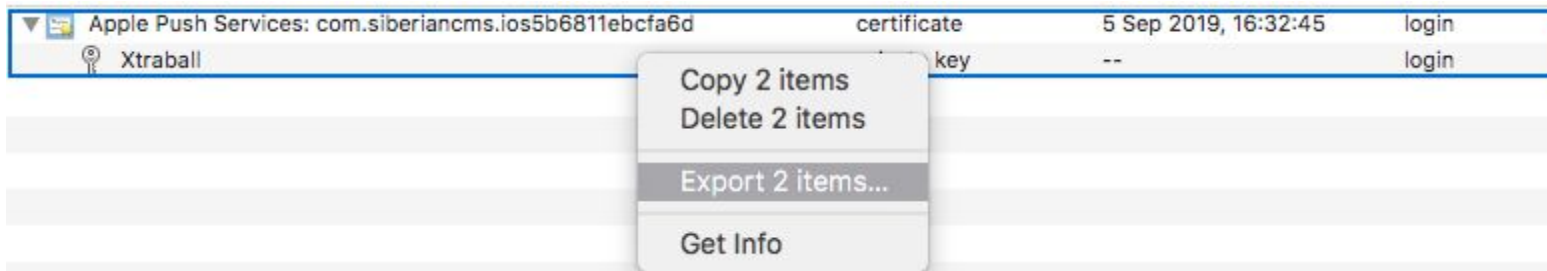 Apple Push Services: com.siberiancms.ios5b6811ebcfa6d certificate 5 Sep 2019, 16:32:45 login
Xtraball key -- login
Copy 2 items
Delete 2 items
Export 2 items...
Get Info